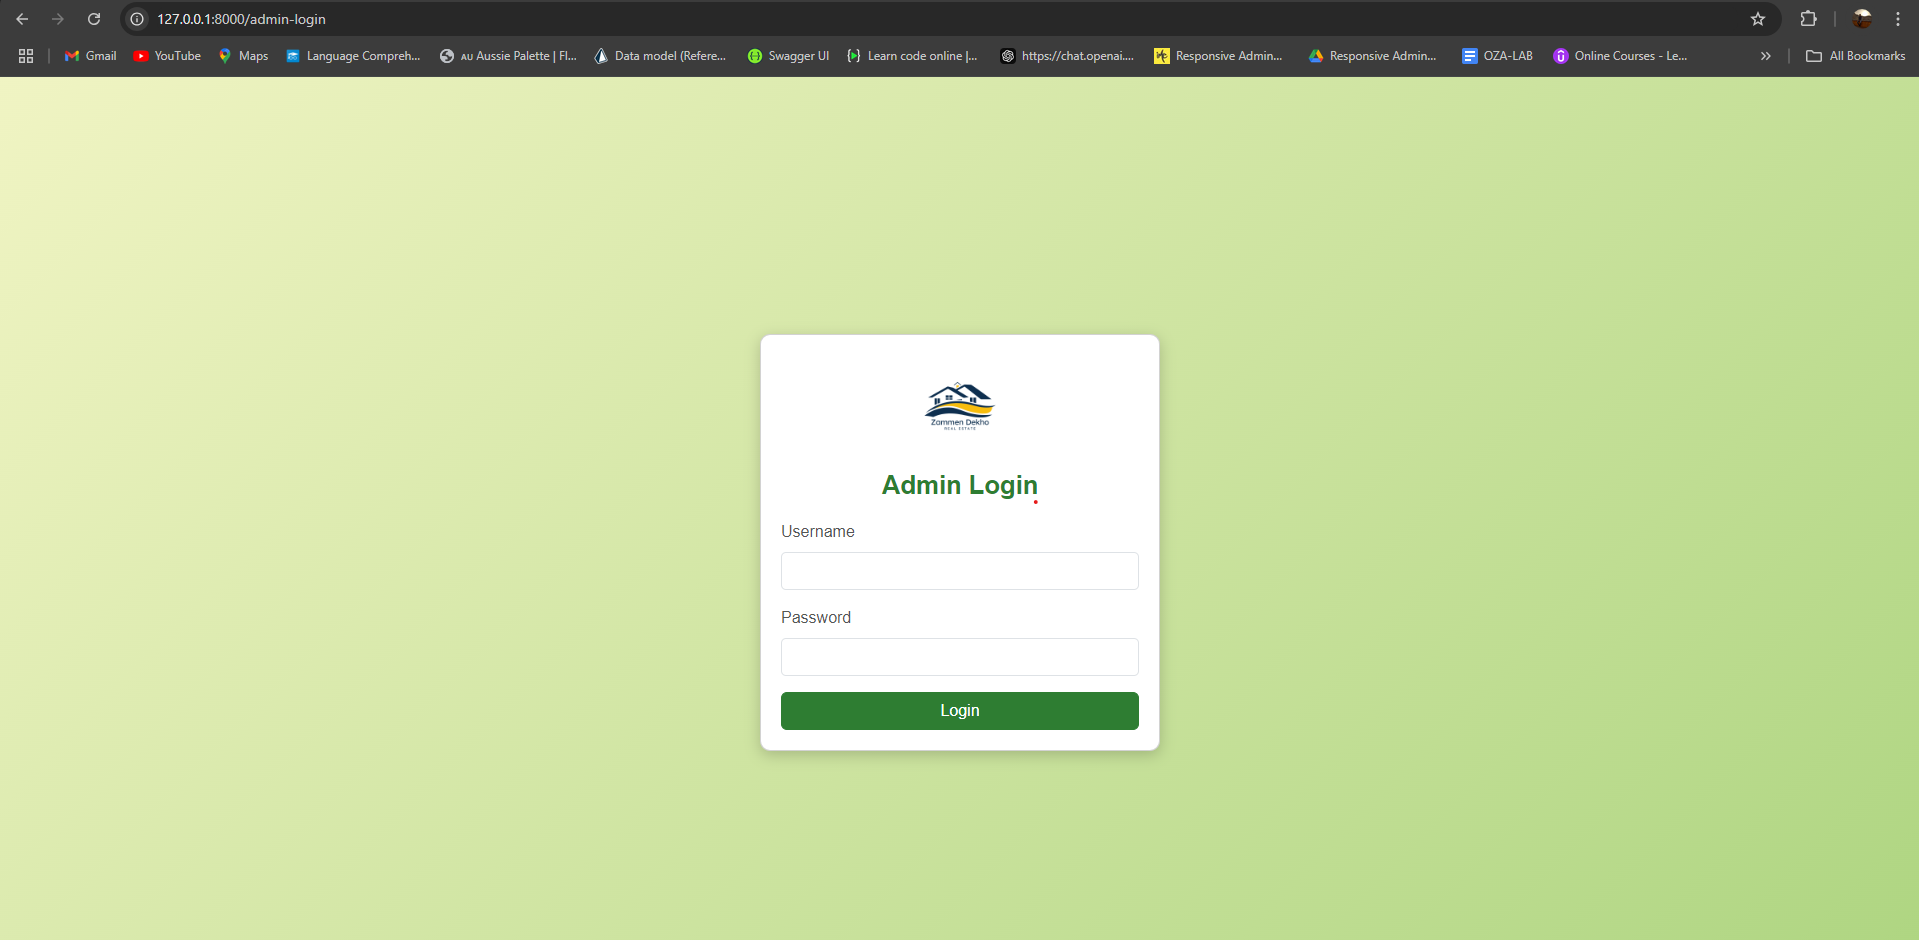 127.0.0.1:8000/admin-login
Gmail
YouTube
Maps
Language Compreh...
AU Aussie Palette | Fl...
Data model (Refere...
Swagger UI
Learn code online |...
https://chat.openai....
Responsive Admin...
Responsive Admin...
OZA-LAB
Online Courses - Le...
All Bookmarks
Zammen Dekho
REAL ESTATE
Admin Login
Username
Password
Login